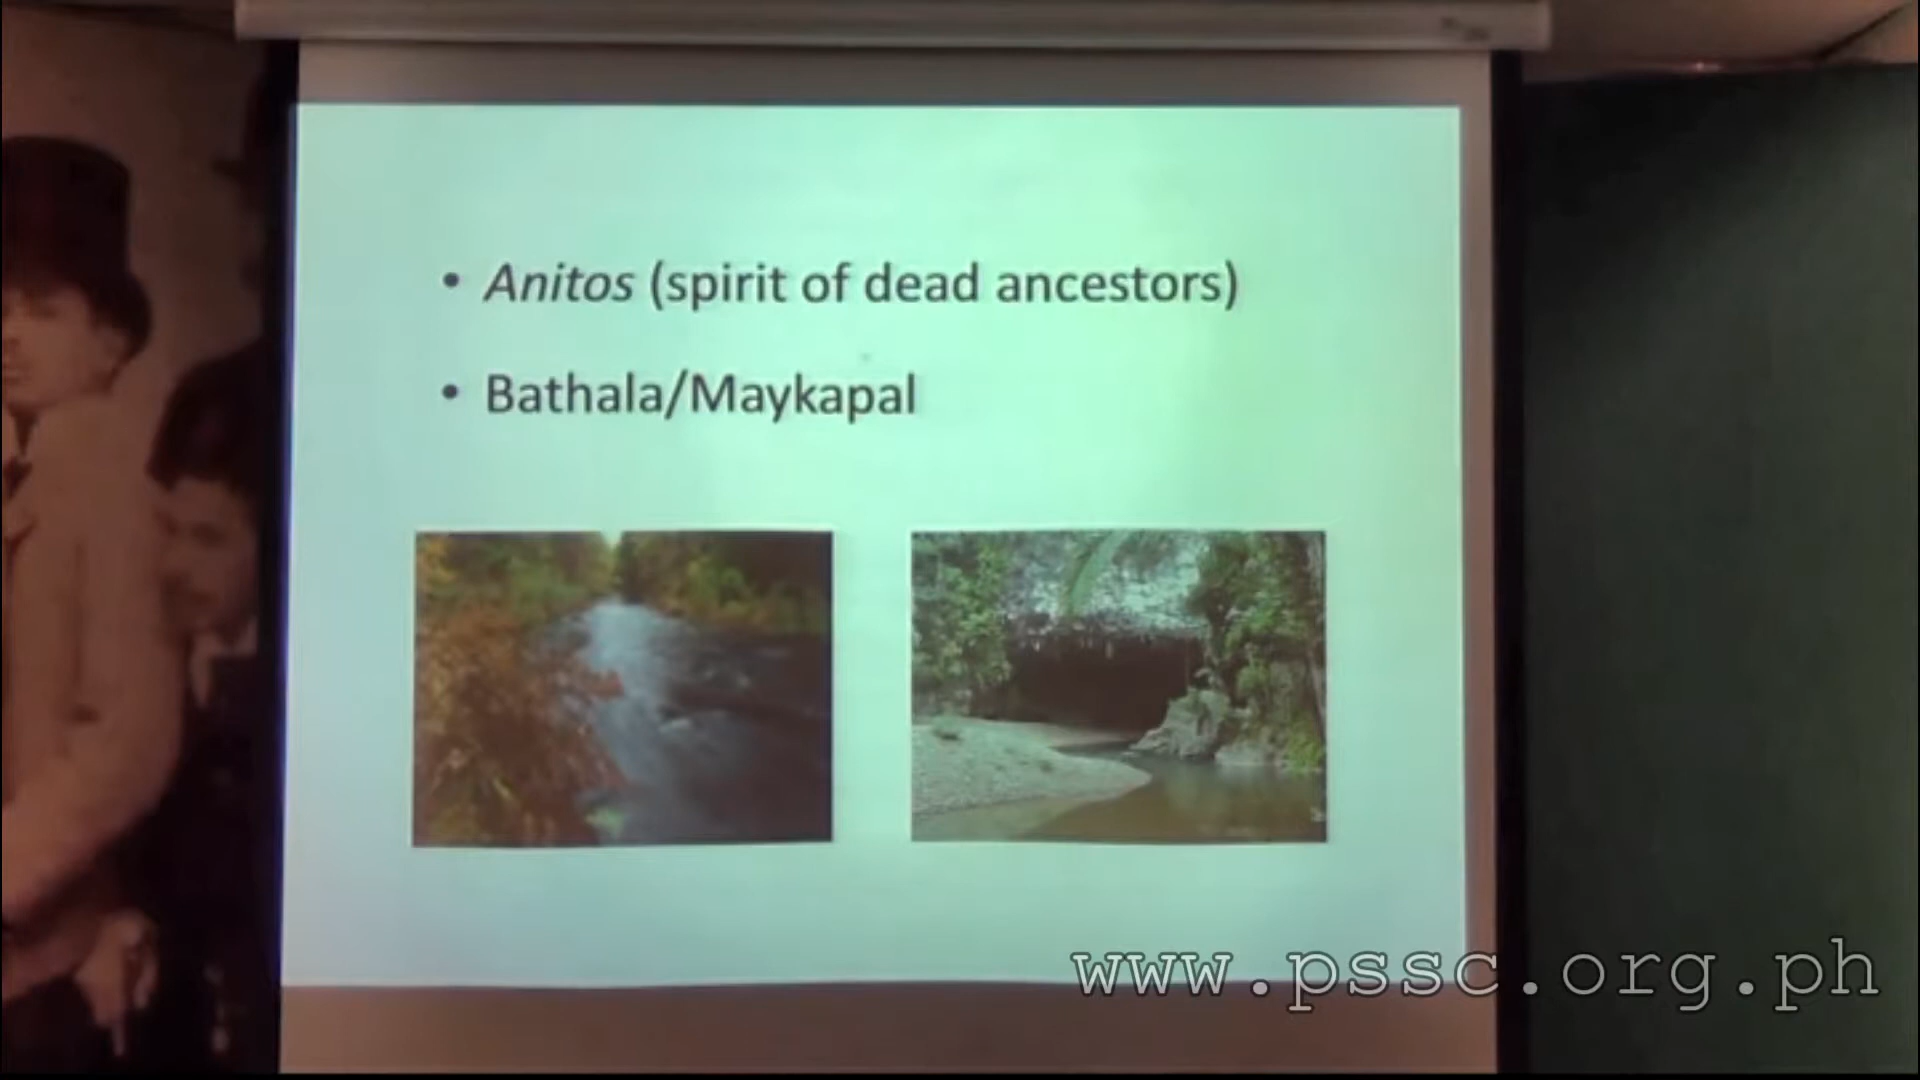 • Anitos (spirit of dead ancestors)
• Bathala/Maykapal
www.pssc.org.ph